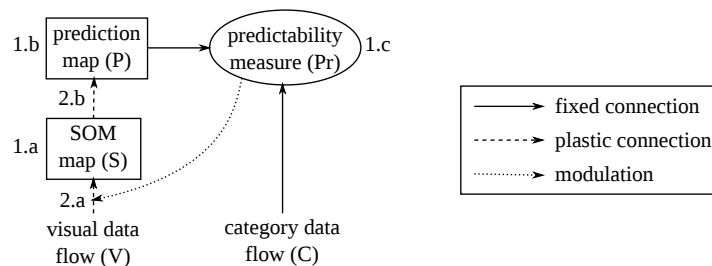 1.b
prediction
map (P)
predictability
measure (Pr)
1.c
2.b
1.a
SOM
map (S)
2.a
visual data
flow (V)
category data
flow (C)
fixed connection
plastic connection
modulation